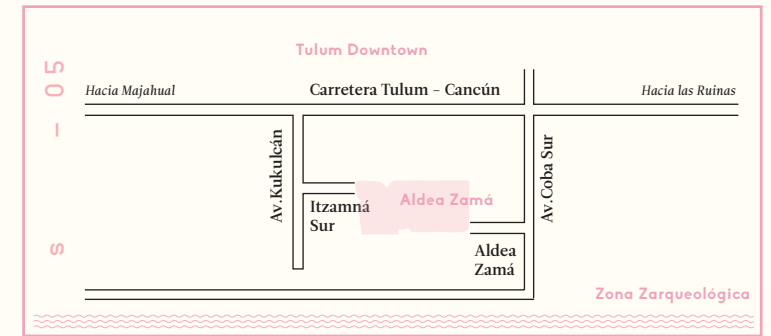 Tulum Downtown
Hacia Majahual
Carretera Tulum – Cancún
Hacia las Ruinas
s – 05
Av.Kukulcán
Av.Coba Sur
Itzamná
Sur
Aldea Zamá
Aldea
Zamá
Zona Zarqueológica